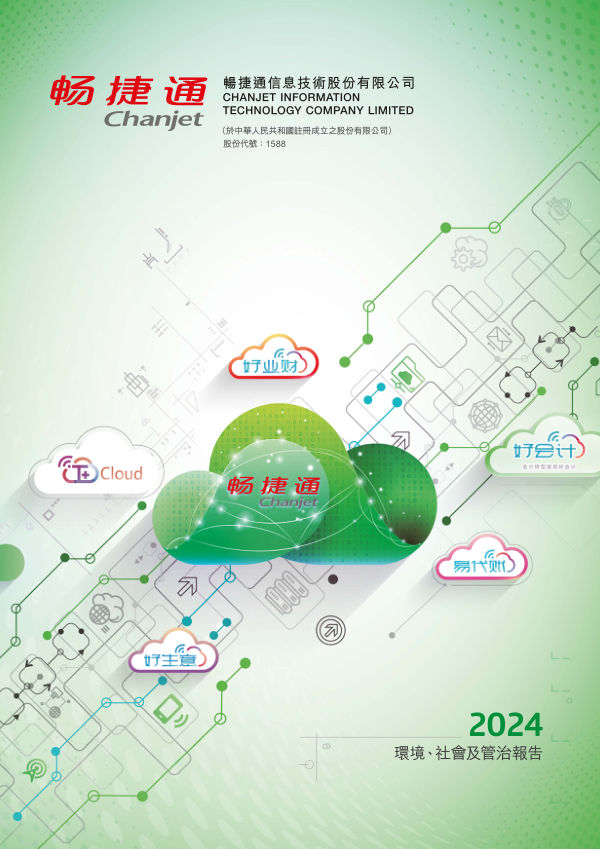 畅捷通
Chanjet
暢捷通信息技術股份有限公司
CHANJET INFORMATION
TECHNOLOGY COMPANY LIMITED
（於中華人民共和國註冊成立之股份有限公司）
股份代號：1588
好业财
T+ Cloud
好会计
畅捷通
Chanjet
易代账
好生意
2024
環境、社會及管治報告